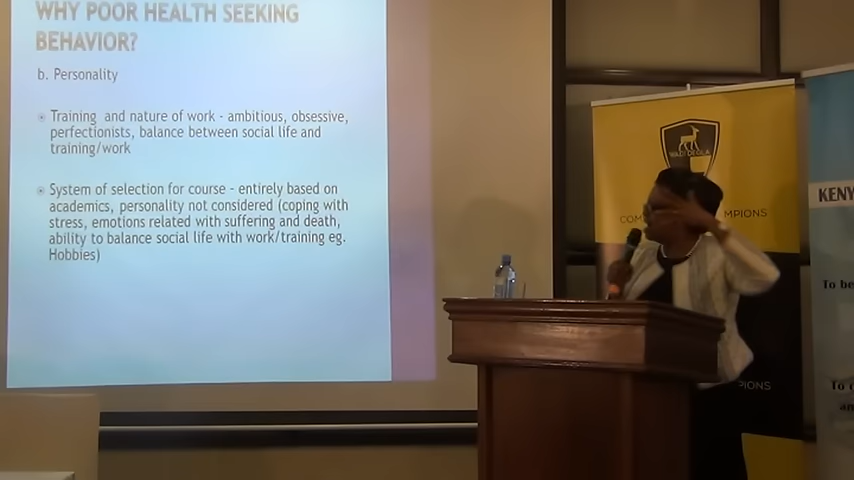 WHY POOR HEALTH SEEKING
BEHAVIOR?
b. Personality
Training and nature of work - ambitious, obsessive,
perfectionists, balance between social life and
training/work
System of selection for course - entirely based on
academics, personality not considered (coping with
stress, emotions related with suffering and death,
ability to balance social life with work/training eg.
Hobbies)
WADI DEGLA
COM
MPIONS
PIONS
KENY
To be
To
an